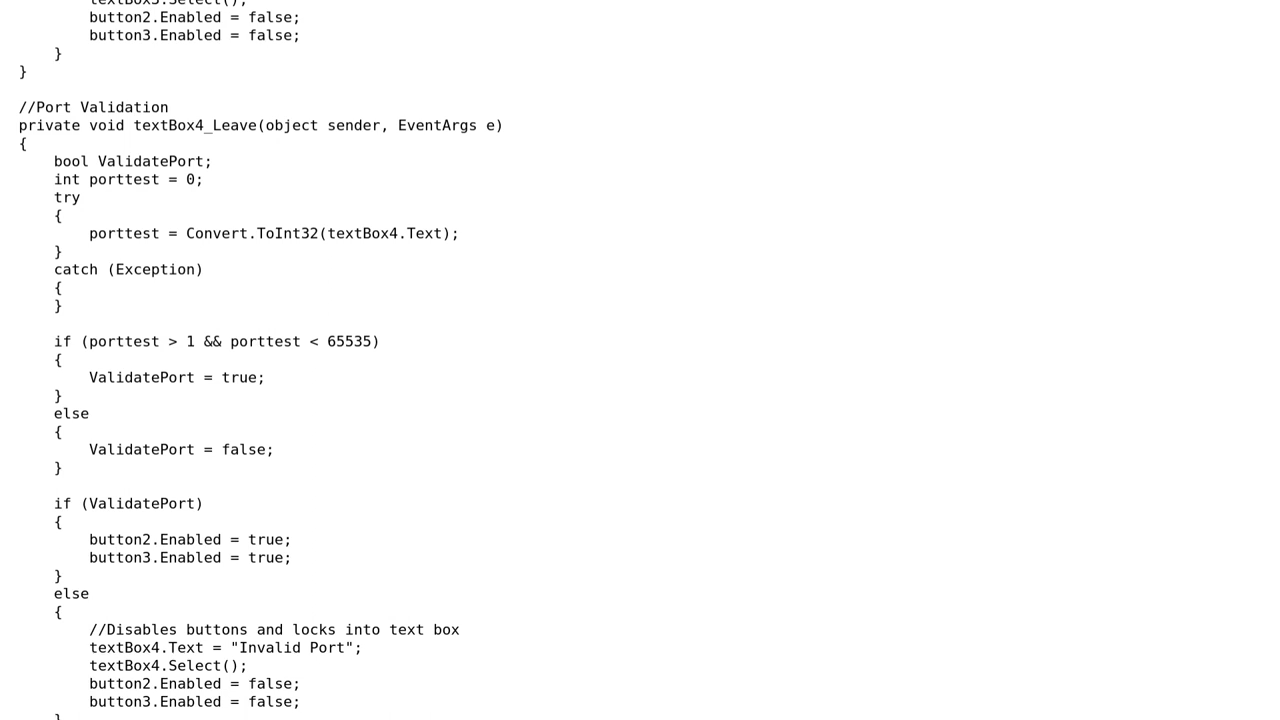 textBox3.Select();
button2.Enabled = false;
button3.Enabled = false;
}
}
//Port Validation
private void textBox4_Leave(object sender, EventArgs e)
{
bool ValidatePort;
int porttest = 0;
try
{
porttest = Convert.ToInt32(textBox4.Text);
}
catch (Exception)
{
}
if (porttest > 1 && porttest < 65535)
{
ValidatePort = true;
}
else
{
ValidatePort = false;
}
if (ValidatePort)
{
button2.Enabled = true;
button3.Enabled = true;
}
else
{
//Disables buttons and locks into text box
textBox4.Text = "Invalid Port";
textBox4.Select();
button2.Enabled = false;
button3.Enabled = false;
}